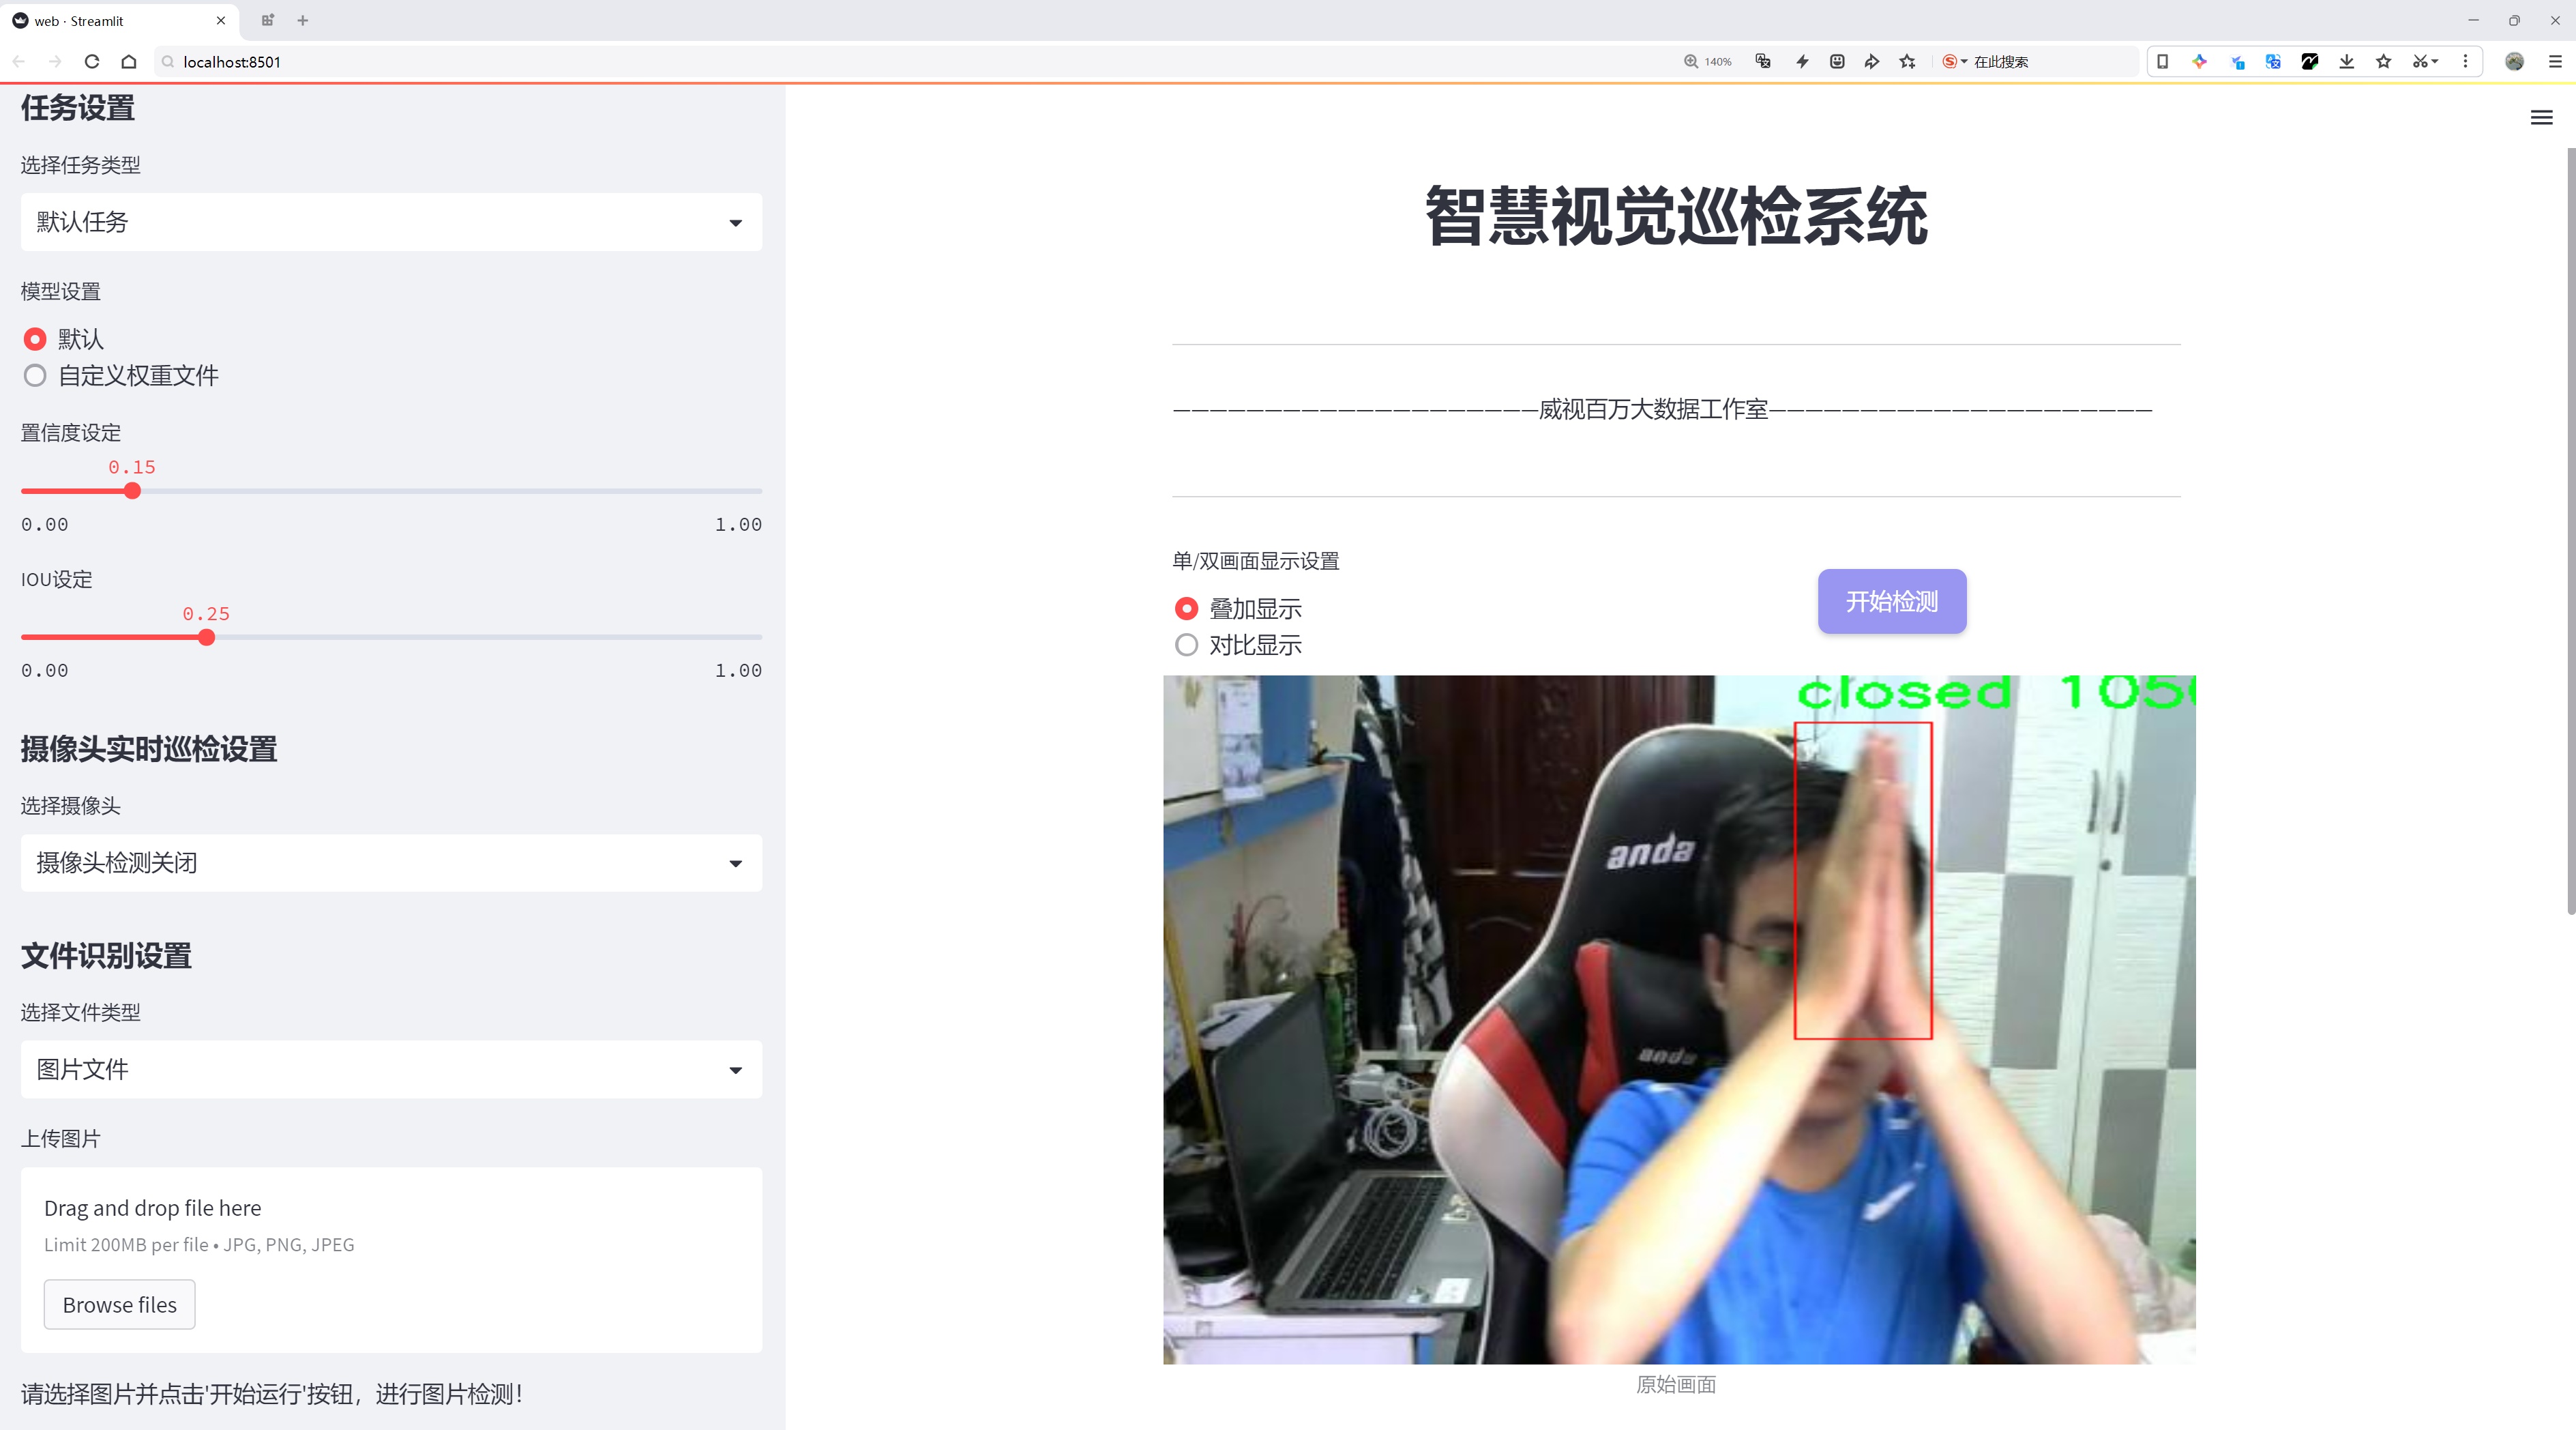 web · Streamlit
localhost:8501
140%
在此搜索
任务设置
选择任务类型
默认任务
模型设置
默认
自定义权重文件
置信度设定
0.15
0.00 1.00
IOU设定
0.25
0.00 1.00
摄像头实时巡检设置
选择摄像头
摄像头检测关闭
文件识别设置
选择文件类型
图片文件
上传图片
Drag and drop file here
Limit 200MB per file • JPG, PNG, JPEG
Browse files
请选择图片并点击'开始运行'按钮，进行图片检测！
智慧视觉巡检系统
————————————————————威视百万大数据工作室—————————————————————
单/双画面显示设置
叠加显示
对比显示
开始检测
closed 105
anda
anda
原始画面